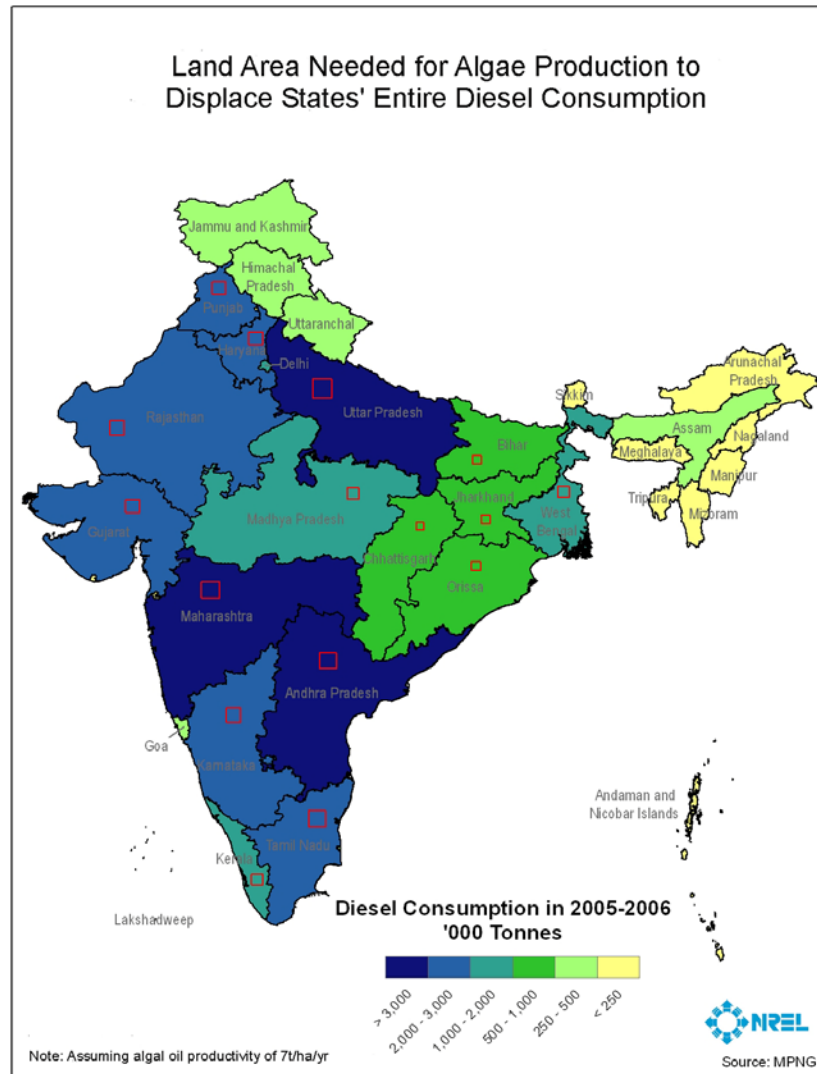 Land Area Needed for Algae Production to
Displace States' Entire Diesel Consumption
Jammu and Kashmir
Himachal
Pradesh
Punjab
Uttaranchal
Haryana
Delhi
Arunachal
Pradesh
Sikkim
Rajasthan
Uttar Pradesh
Assam
Bihar
Nagaland
Meghalaya
Manipur
Jharkhand
Tripura
West
Bengal
Mizoram
Madhya Pradesh
Gujarat
Chhattisgarh
Orissa
Maharashtra
Andhra Pradesh
Goa
Karnataka
Andaman and
Nicobar Islands
Tamil Nadu
Kerala
Lakshadweep
Diesel Consumption in 2005-2006
'000 Tonnes
> 3,000
2,000 - 3,000
1,000 - 2,000
500 - 1,000
250 - 500
< 250
NREL
Note: Assuming algal oil productivity of 7t/ha/yr
Source: MPNG